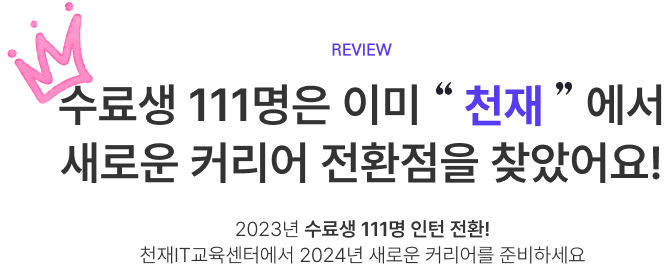 REVIEW
수료생 111명은 이미 “ 천재 ” 에서
새로운 커리어 전환점을 찾았어요!
2023년 수료생 111명 인턴 전환!
천재IT교육센터에서 2024년 새로운 커리어를 준비하세요